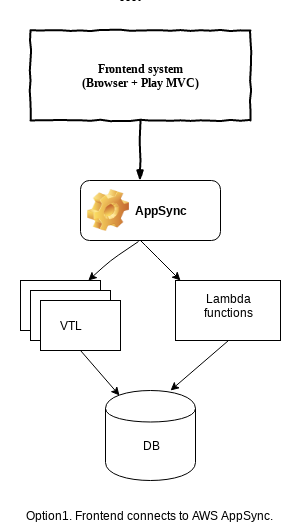 Frontend system
(Browser + Play MVC)
AppSync
VTL
Lambda
functions
DB
Option1. Frontend connects to AWS AppSync.